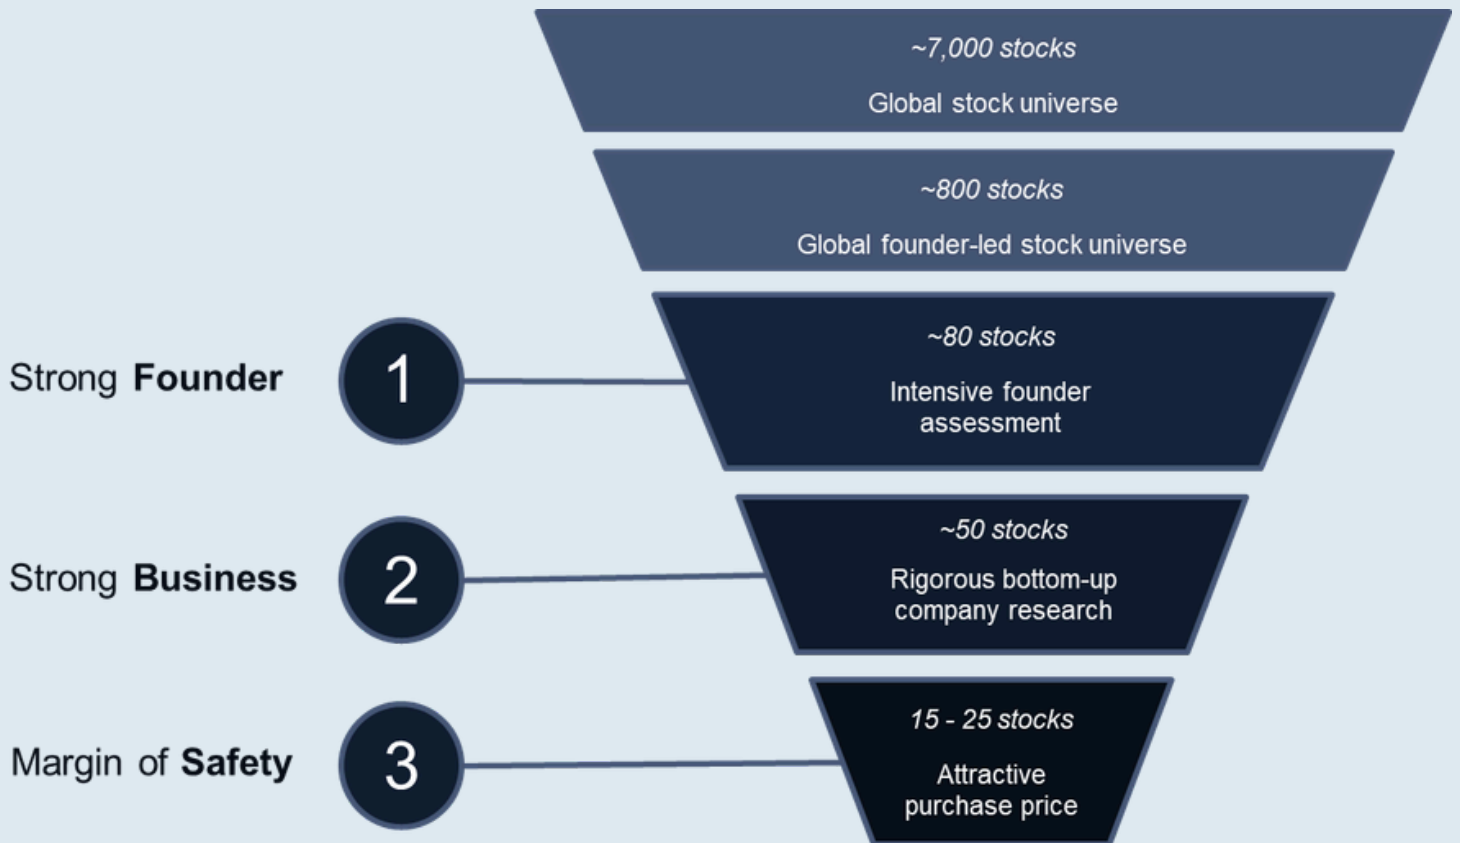 ~7,000 stocks
Global stock universe
~800 stocks
Global founder-led stock universe
Strong Founder
1
~80 stocks
Intensive founder
assessment
Strong Business
2
~50 stocks
Rigorous bottom-up
company research
Margin of Safety
3
15 - 25 stocks
Attractive
purchase price